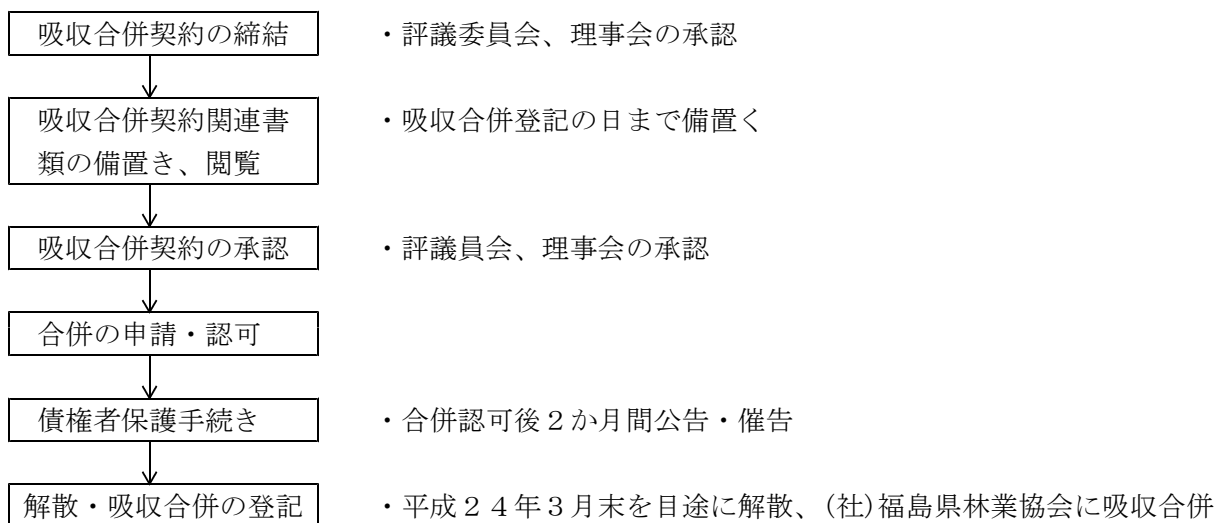 吸収合併契約の締結 ・評議委員会、理事会の承認
吸収合併契約関連書 ・吸収合併登記の日まで備置く
類の備置き、閲覧
吸収合併契約の承認 ・評議員会、理事会の承認
合併の申請・認可
債権者保護手続き ・合併認可後２か月間公告・催告
解散・吸収合併の登記 ・平成２４年３月末を目途に解散、(社)福島県林業協会に吸収合併